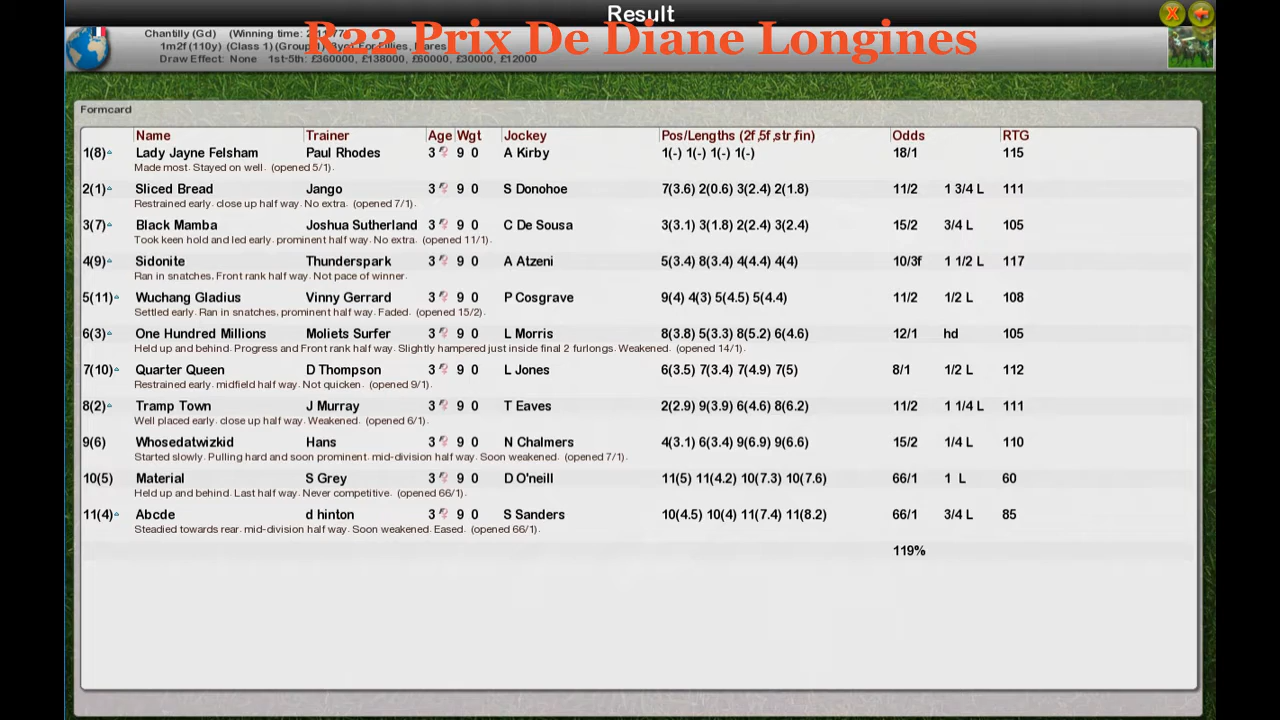 Result
R22 Prix De Diane Longines
Chantilly (Gd) (Winning time:
1m2f (110y) (Class 1) (Group 1) (3yo) For Fillies, Mares
Draw Effect: None 1st-5th: £360000, £138000, £60000, £30000, £12000
Formcard
Name Trainer Age Wgt Jockey Pos/Lengths (2f,5f,str,fin) Odds RTG
1(8) Lady Jayne Felsham Paul Rhodes 3 9 0 A Kirby 1(-) 1(-) 1(-) 1(-) 18/1 115
Made most. Stayed on well. (opened 5/1).
2(1) Sliced Bread Jango 3 9 0 S Donohoe 7(3.6) 2(0.6) 3(2.4) 2(1.8) 11/2 1 3/4 L 111
Restrained early. close up half way. No extra. (opened 7/1).
3(7) Black Mamba Joshua Sutherland 3 9 0 C De Sousa 3(3.1) 3(1.8) 2(2.4) 3(2.4) 15/2 3/4 L 105
Took keen hold and led early. prominent half way. No extra. (opened 11/1).
4(9) Sidonite Thunderspark 3 9 0 A Atzeni 5(3.4) 8(3.4) 4(4.4) 4(4) 10/3f 1 1/2 L 117
Ran in snatches, Front rank half way. Not pace of winner.
5(11) Wuchang Gladius Vinny Gerrard 3 9 0 P Cosgrave 9(4) 4(3) 5(4.5) 5(4.4) 11/2 1/2 L 108
Settled early. Ran in snatches, prominent half way. Faded. (opened 15/2).
6(3) One Hundred Millions Moliets Surfer 3 9 0 L Morris 8(3.8) 5(3.3) 8(5.2) 6(4.6) 12/1 hd 105
Held up and behind. Progress and Front rank half way. Slightly hampered just inside final 2 furlongs. Weakened. (opened 14/1).
7(10) Quarter Queen D Thompson 3 9 0 L Jones 6(3.5) 7(3.4) 7(4.9) 7(5) 8/1 1/2 L 112
Restrained early. midfield half way. Not quicken. (opened 9/1).
8(2) Tramp Town J Murray 3 9 0 T Eaves 2(2.9) 9(3.9) 6(4.6) 8(6.2) 11/2 1 1/4 L 111
Well placed early. close up half way. Weakened. (opened 6/1).
9(6) Whosedatwizkid Hans 3 9 0 N Chalmers 4(3.1) 6(3.4) 9(6.9) 9(6.6) 15/2 1/4 L 110
Started slowly. Pulling hard and soon prominent. mid-division half way. Soon weakened. (opened 7/1).
10(5) Material S Grey 3 9 0 D O'neill 11(5) 11(4.2) 10(7.3) 10(7.6) 66/1 1 L 60
Held up and behind. Last half way. Never competitive. (opened 66/1).
11(4) Abcde d hinton 3 9 0 S Sanders 10(4.5) 10(4) 11(7.4) 11(8.2) 66/1 3/4 L 85
Steadied towards rear. mid-division half way. Soon weakened. Eased. (opened 66/1).
119%